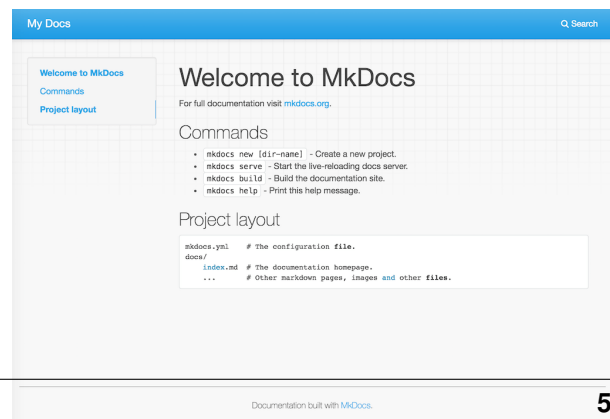 My Docs
Search
Welcome to MkDocs
Commands
Project layout
Welcome to MkDocs
For full documentation visit mkdocs.org.
Commands
• mkdocs new [dir-name] - Create a new project.
• mkdocs serve - Start the live-reloading docs server.
• mkdocs build - Build the documentation site.
• mkdocs help - Print this help message.
Project layout
mkdocs.yml    # The configuration file.
docs/
    index.md  # The documentation homepage.
    ...       # Other markdown pages, images and other files.
Documentation built with MkDocs.
5